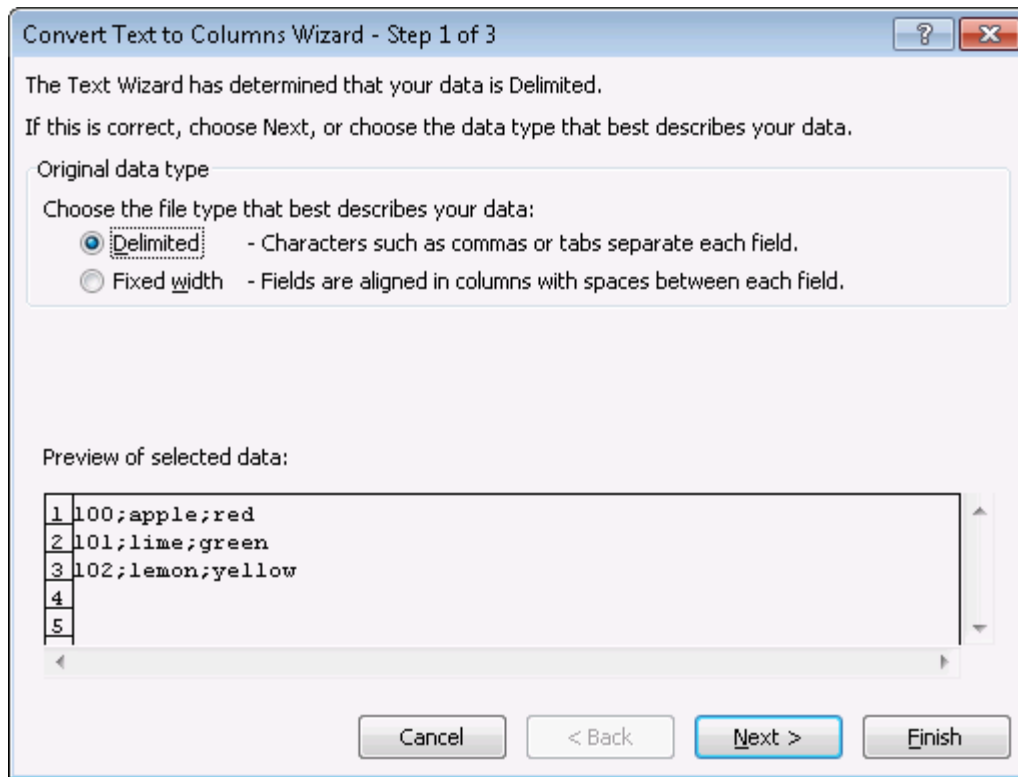 Convert Text to Columns Wizard - Step 1 of 3
The Text Wizard has determined that your data is Delimited.
If this is correct, choose Next, or choose the data type that best describes your data.
Original data type
Choose the file type that best describes your data:
Delimited - Characters such as commas or tabs separate each field.
Fixed width - Fields are aligned in columns with spaces between each field.
Preview of selected data:
1 100;apple;red
2 101;lime;green
3 102;lemon;yellow
4
5
Cancel < Back Next > Finish